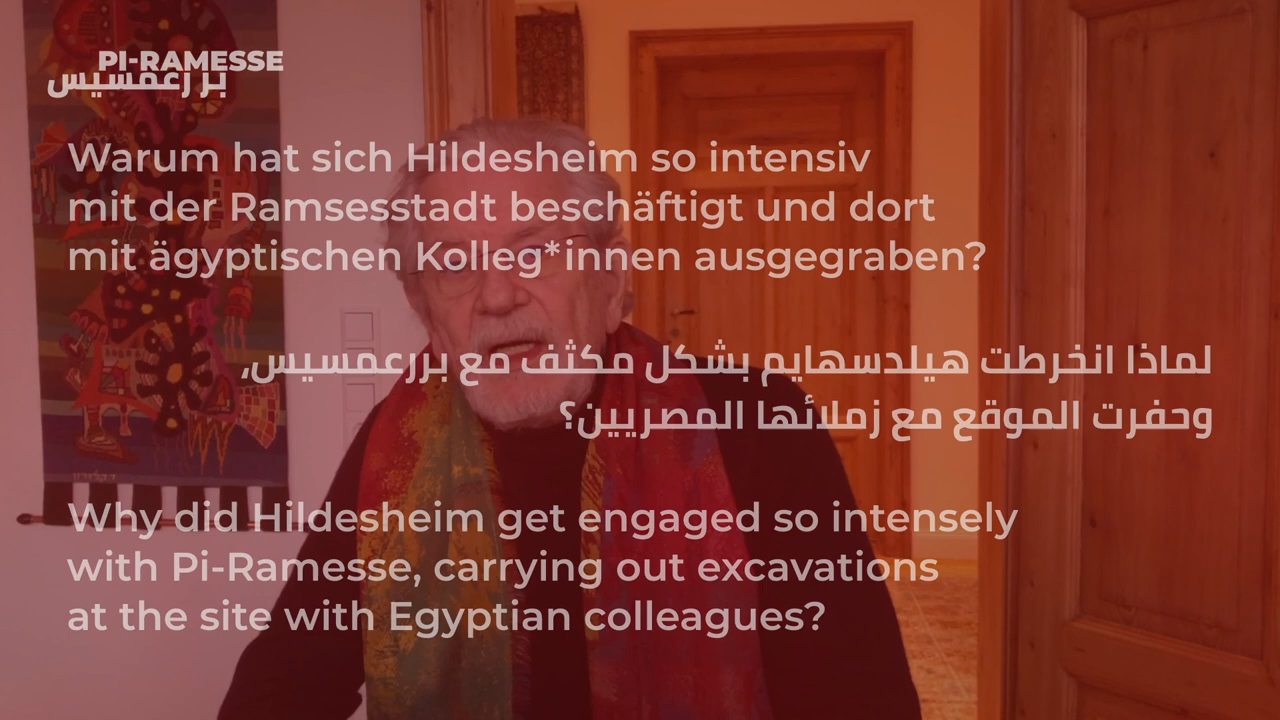 PI-RAMESSE
بر رعمسيس
Warum hat sich Hildesheim so intensiv
mit der Ramsesstadt beschäftigt und dort
mit ägyptischen Kolleg*innen ausgegraben?
لماذا انخرطت هيلدسهايم بشكل مكثف مع بررعمسيس,
وحفرت الموقع مع زملائها المصريين؟
Why did Hildesheim get engaged so intensely
with Pi-Ramesse, carrying out excavations
at the site with Egyptian colleagues?